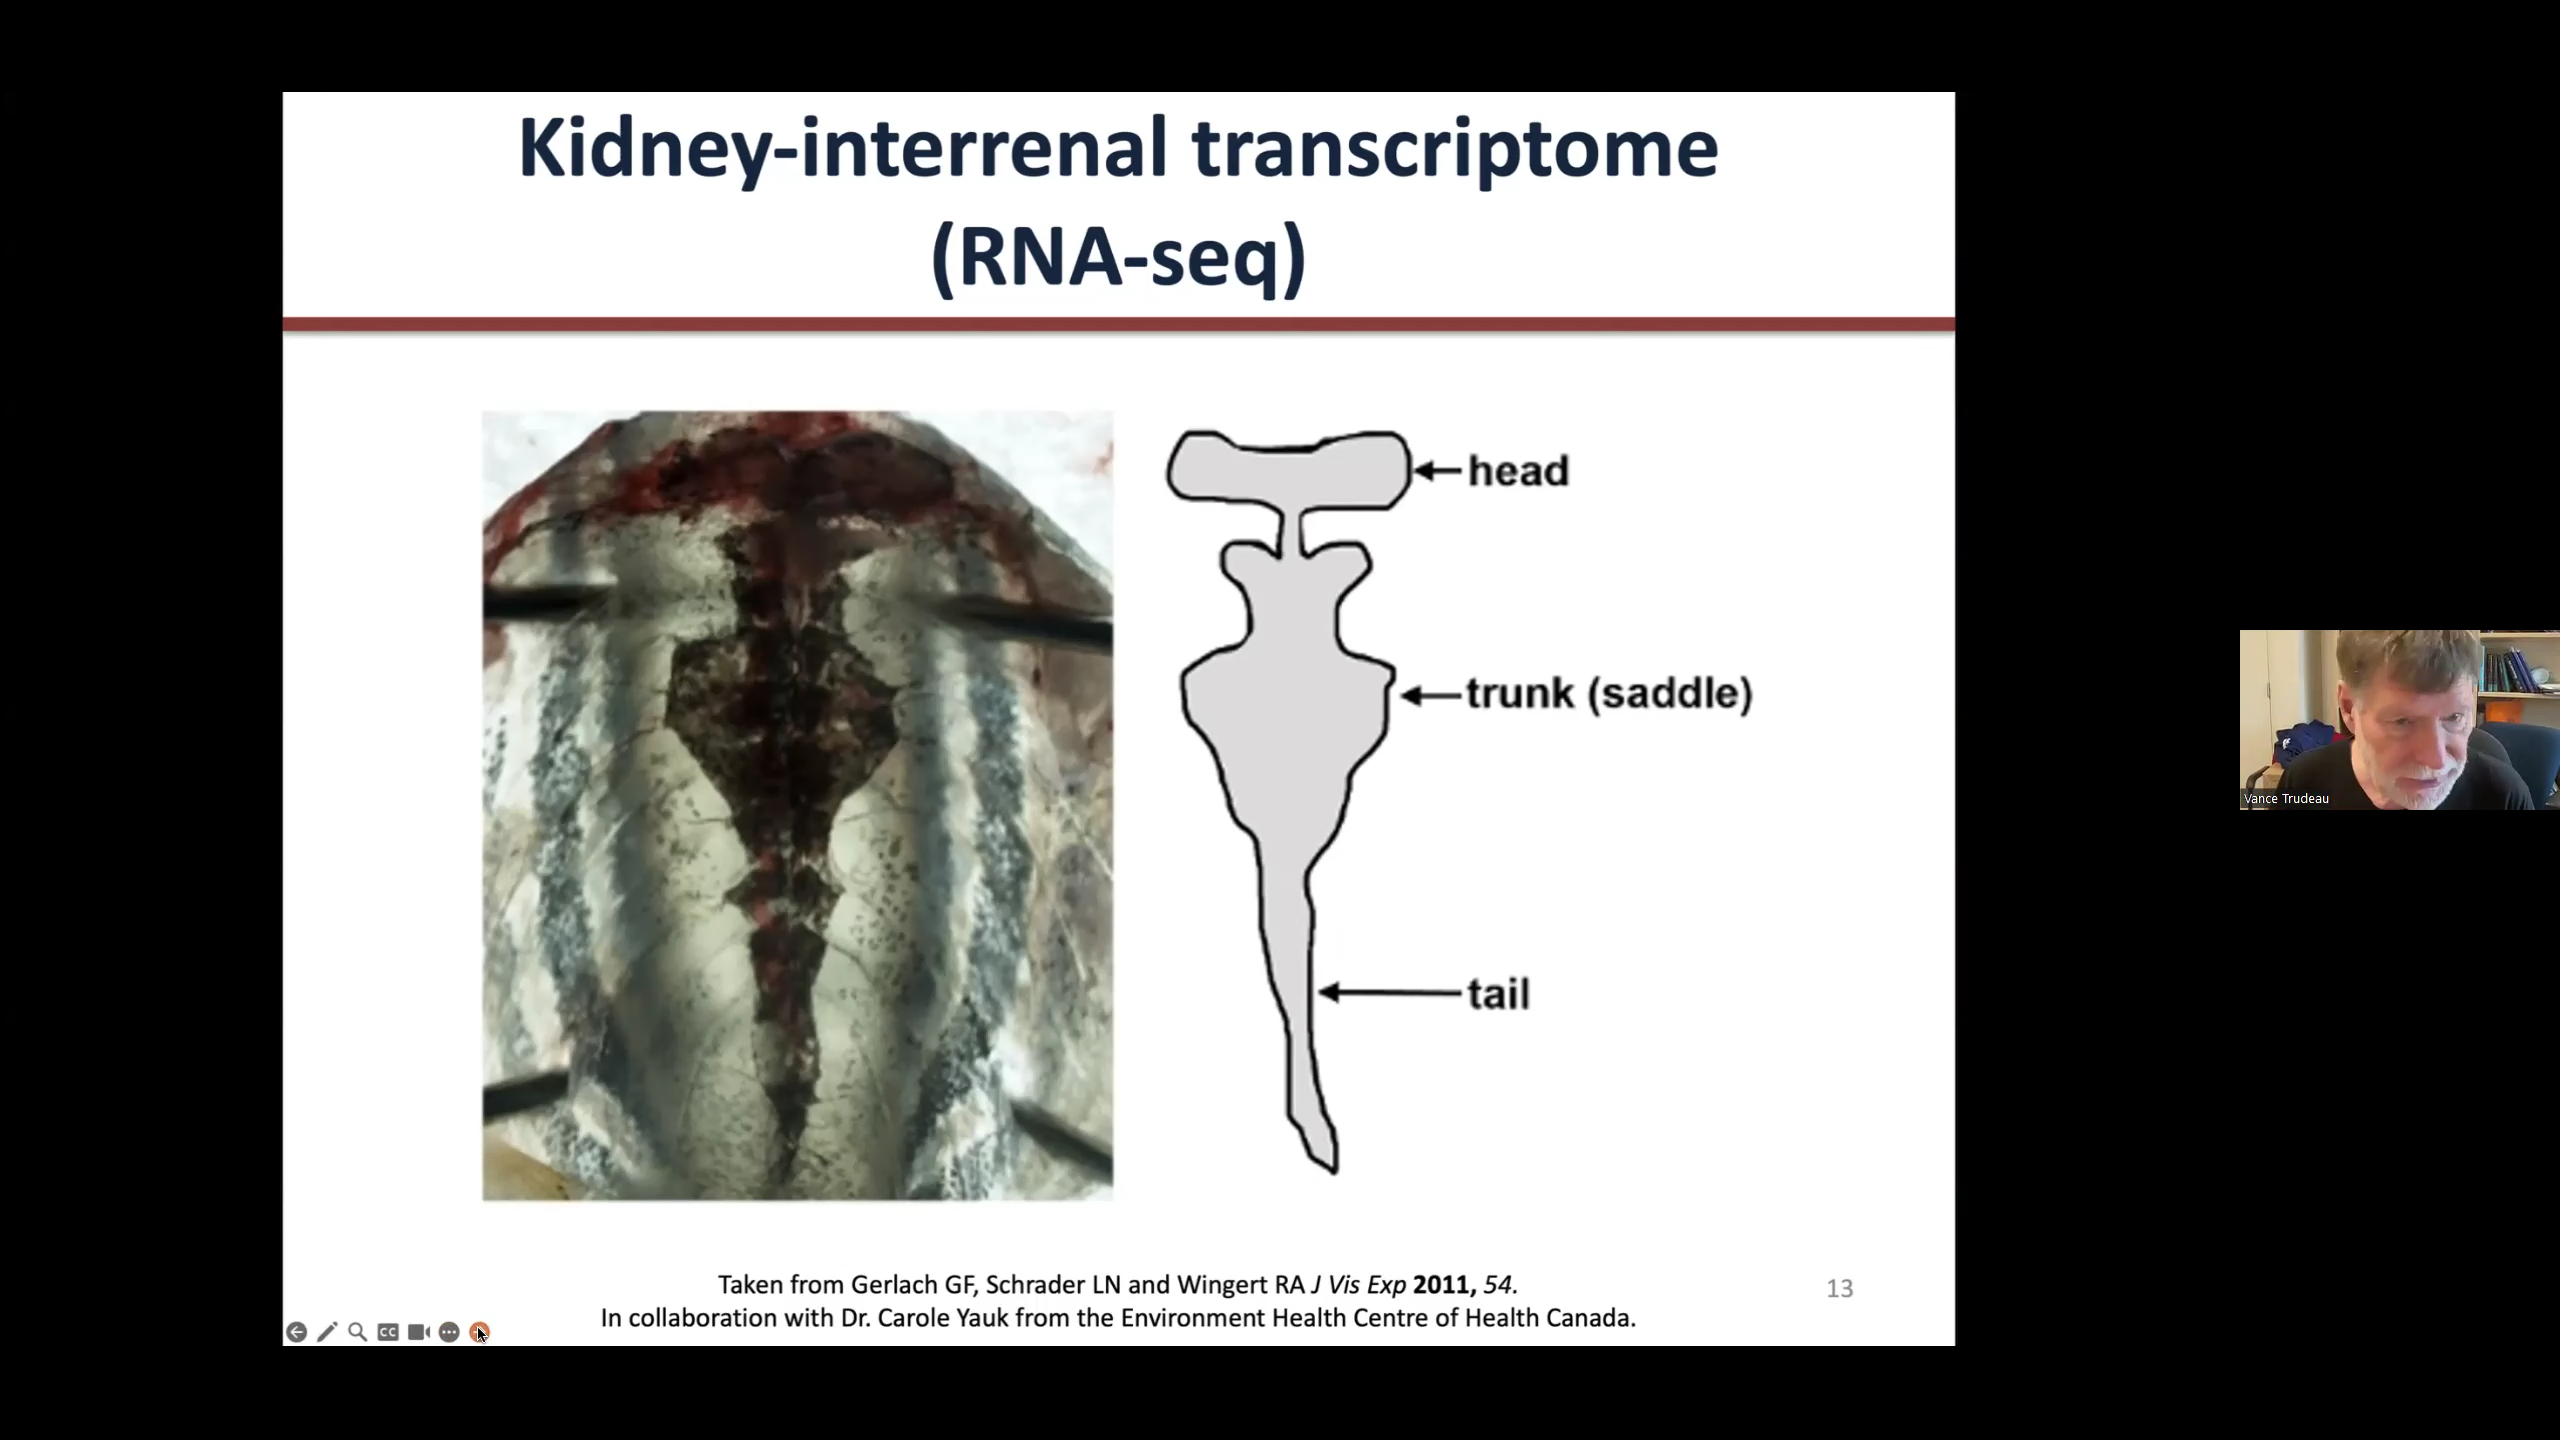 Kidney-interrenal transcriptome
(RNA-seq)
head
trunk (saddle)
tail
Vance Trudeau
Taken from Gerlach GF, Schrader LN and Wingert RA J Vis Exp 2011, 54.
In collaboration with Dr. Carole Yauk from the Environment Health Centre of Health Canada.
13
CC